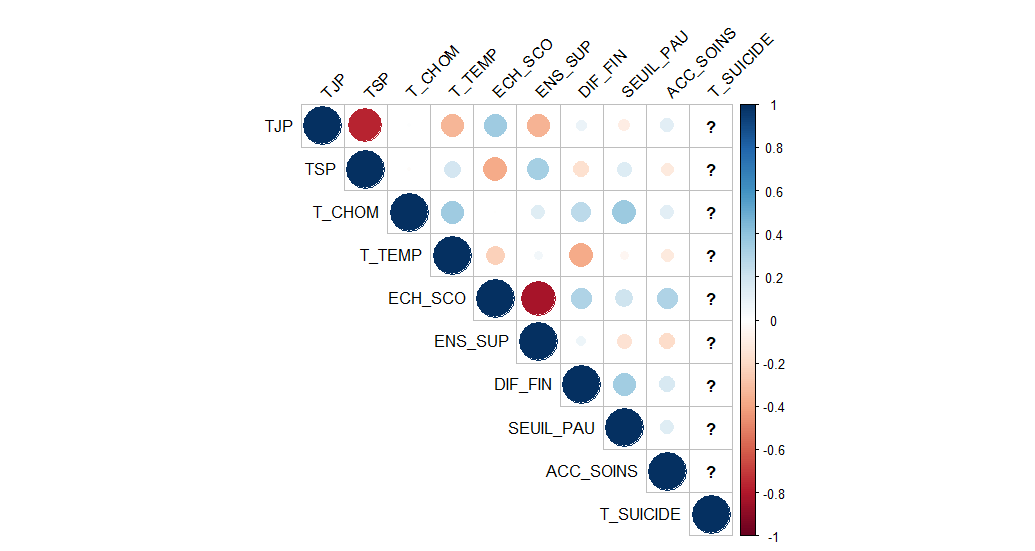 TJP TSP T_CHOM T_TEMP ECH_SCO ENS_SUP DIF_FIN SEUIL_PAU ACC_SOINS T_SUICIDE
TJP ? 1
TSP ? 0.8
T_CHOM ? 0.6
T_TEMP ? 0.4
ECH_SCO ? 0.2
ENS_SUP ? 0
DIF_FIN ? -0.2
SEUIL_PAU ? -0.4
ACC_SOINS ? -0.6
T_SUICIDE -0.8
-1